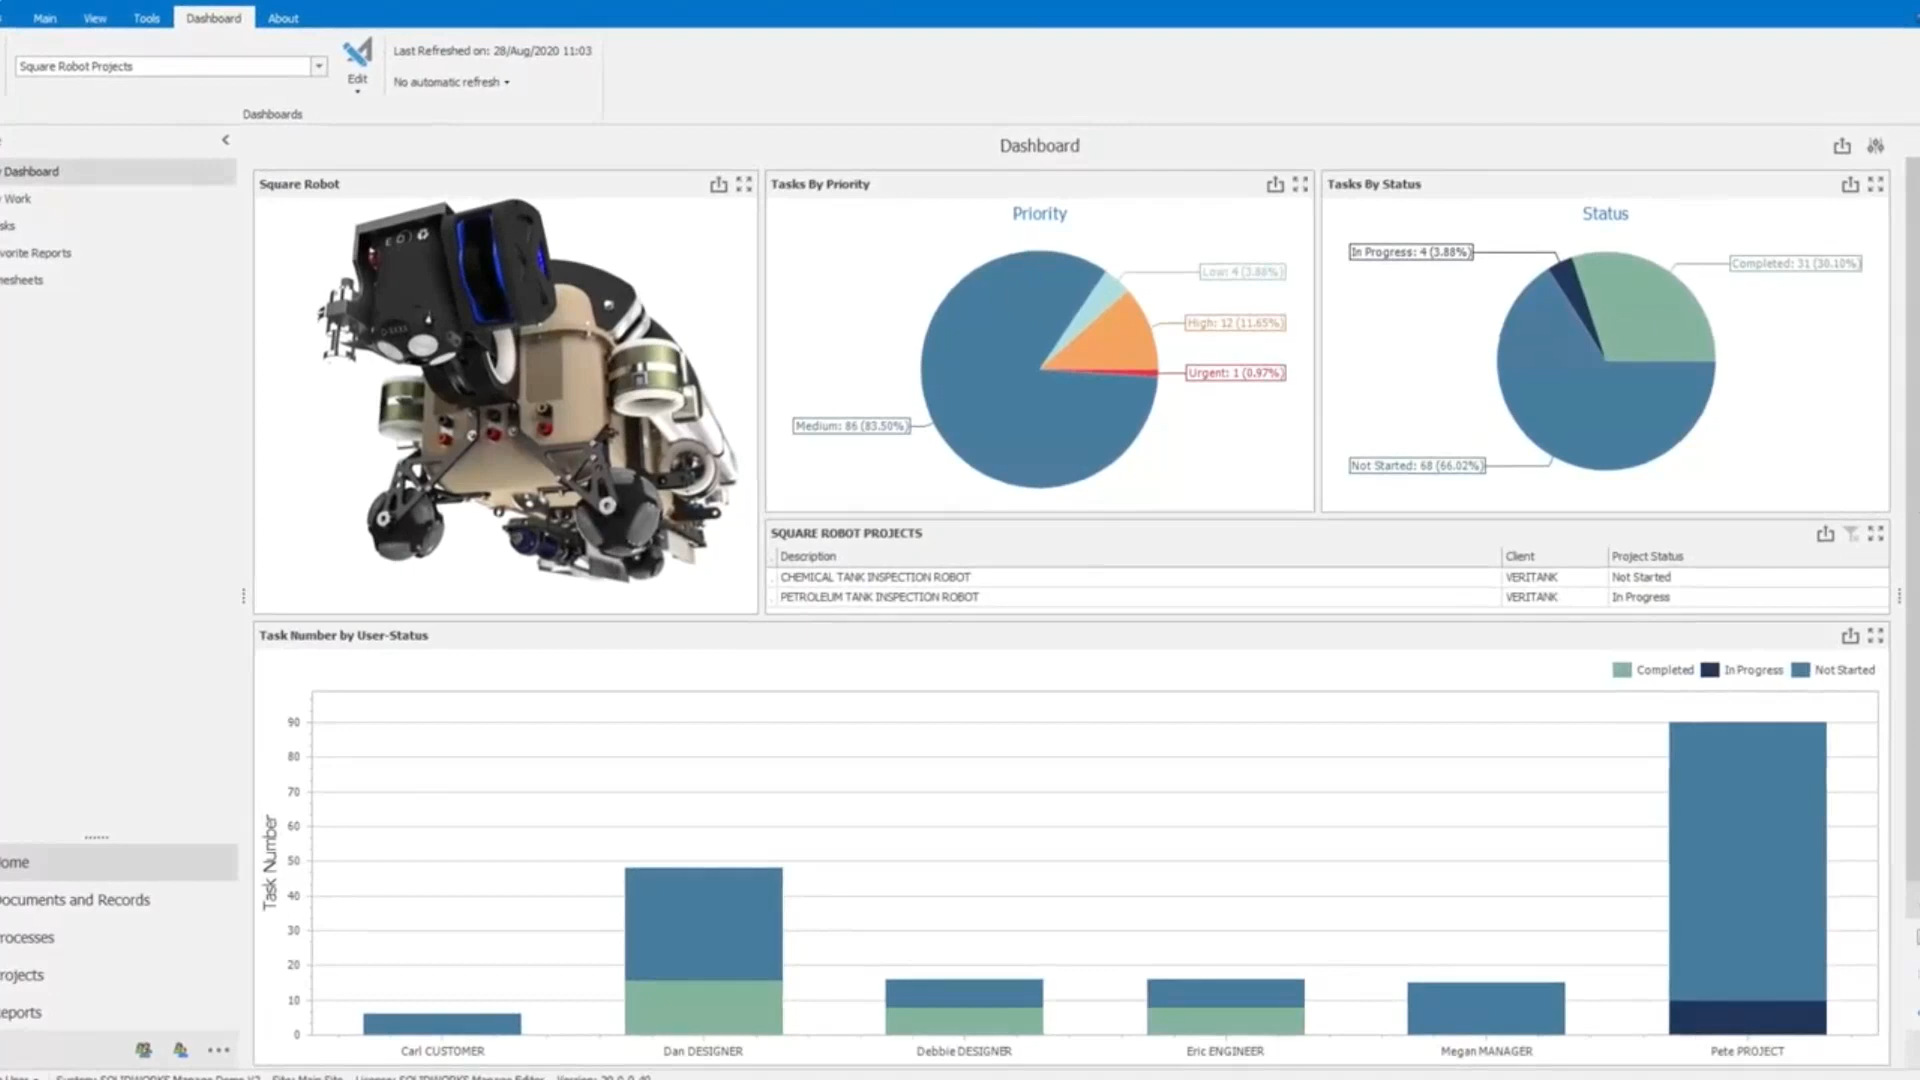 Main View Tools Dashboard About
Square Robot Projects
Edit
Last Refreshed on: 28/Aug/2020 11:03
No automatic refresh
Dashboards
Dashboard
Dashboard
Work
sks
vorite Reports
mesheets
Square Robot
Tasks By Priority
Priority
Low: 4 (3.88%)
High: 12 (11.65%)
Urgent: 1 (0.97%)
Medium: 86 (83.50%)
Tasks By Status
Status
In Progress: 4 (3.88%)
Completed: 31 (30.10%)
Not Started: 68 (66.02%)
SQUARE ROBOT PROJECTS
Description Client Project Status
CHEMICAL TANK INSPECTION ROBOT VERITANK Not Started
PETROLEUM TANK INSPECTION ROBOT VERITANK In Progress
Task Number by User-Status
Completed In Progress Not Started
Task Number
90
80
70
60
50
40
30
20
10
0
Carl CUSTOMER Dan DESIGNER Debbie DESIGNER Eric ENGINEER Megan MANAGER Pete PROJECT
ome
ocuments and Records
rocesses
rojects
eports